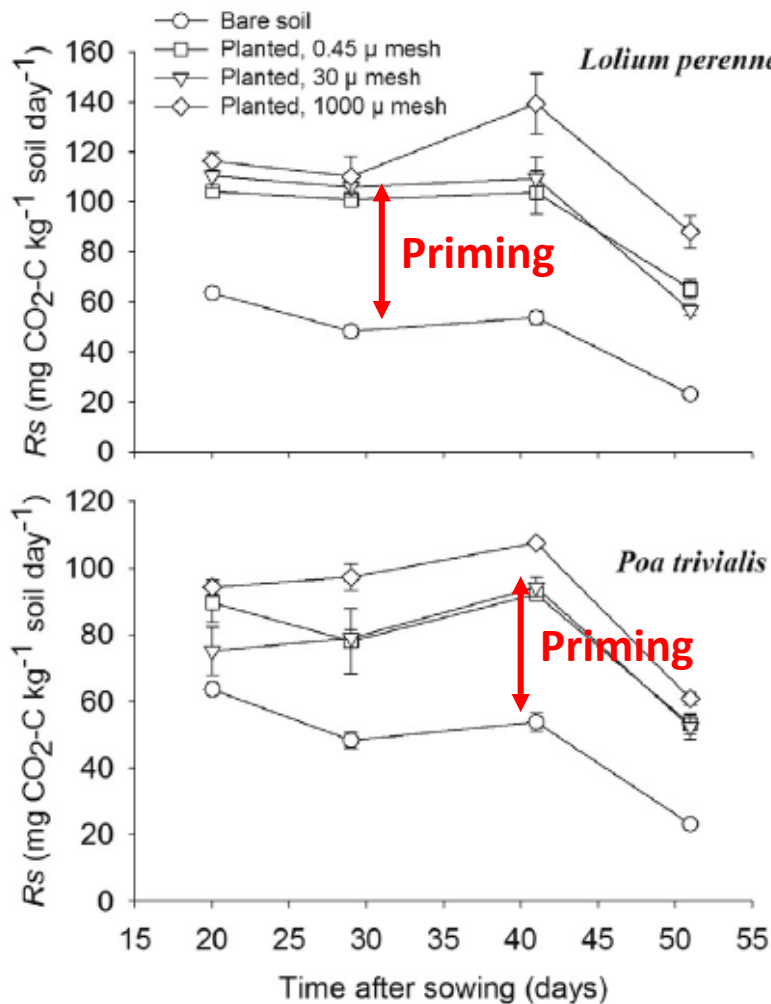 Bare soil
Planted, 0.45 μ mesh
Planted, 30 μ mesh
Planted, 1000 μ mesh
Lolium perenne
Rs (mg CO₂-C kg⁻¹ soil day⁻¹)
160
140
120
100
80
60
40
20
0
Priming
Poa trivialis
Rs (mg CO₂-C kg⁻¹ soil day⁻¹)
120
100
80
60
40
20
0
Priming
15 20 25 30 35 40 45 50 55
Time after sowing (days)